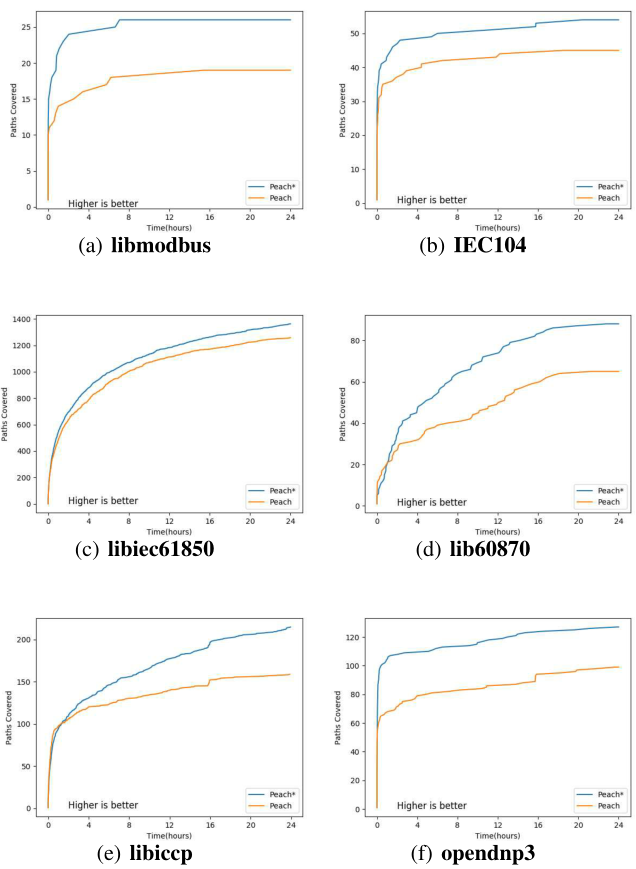 25
20
15
10
5
0
Paths Covered
Peach*
Peach
Higher is better
0 4 8 12 16 20 24
Time(hours)
(a) libmodbus
50
40
30
20
10
0
Paths Covered
Peach*
Peach
Higher is better
0 4 8 12 16 20 24
Time(hours)
(b) IEC104
1400
1200
1000
800
600
400
200
0
Paths Covered
Peach*
Peach
Higher is better
0 4 8 12 16 20 24
Time(hours)
(c) libiec61850
80
60
40
20
0
Paths Covered
Peach*
Peach
Higher is better
0 4 8 12 16 20 24
Time(hours)
(d) lib60870
200
150
100
50
0
Paths Covered
Peach*
Peach
Higher is better
0 4 8 12 16 20 24
Time(hours)
(e) libiccp
120
100
80
60
40
20
0
Paths Covered
Peach*
Peach
Higher is better
0 4 8 12 16 20 24
Time(hours)
(f) opendnp3